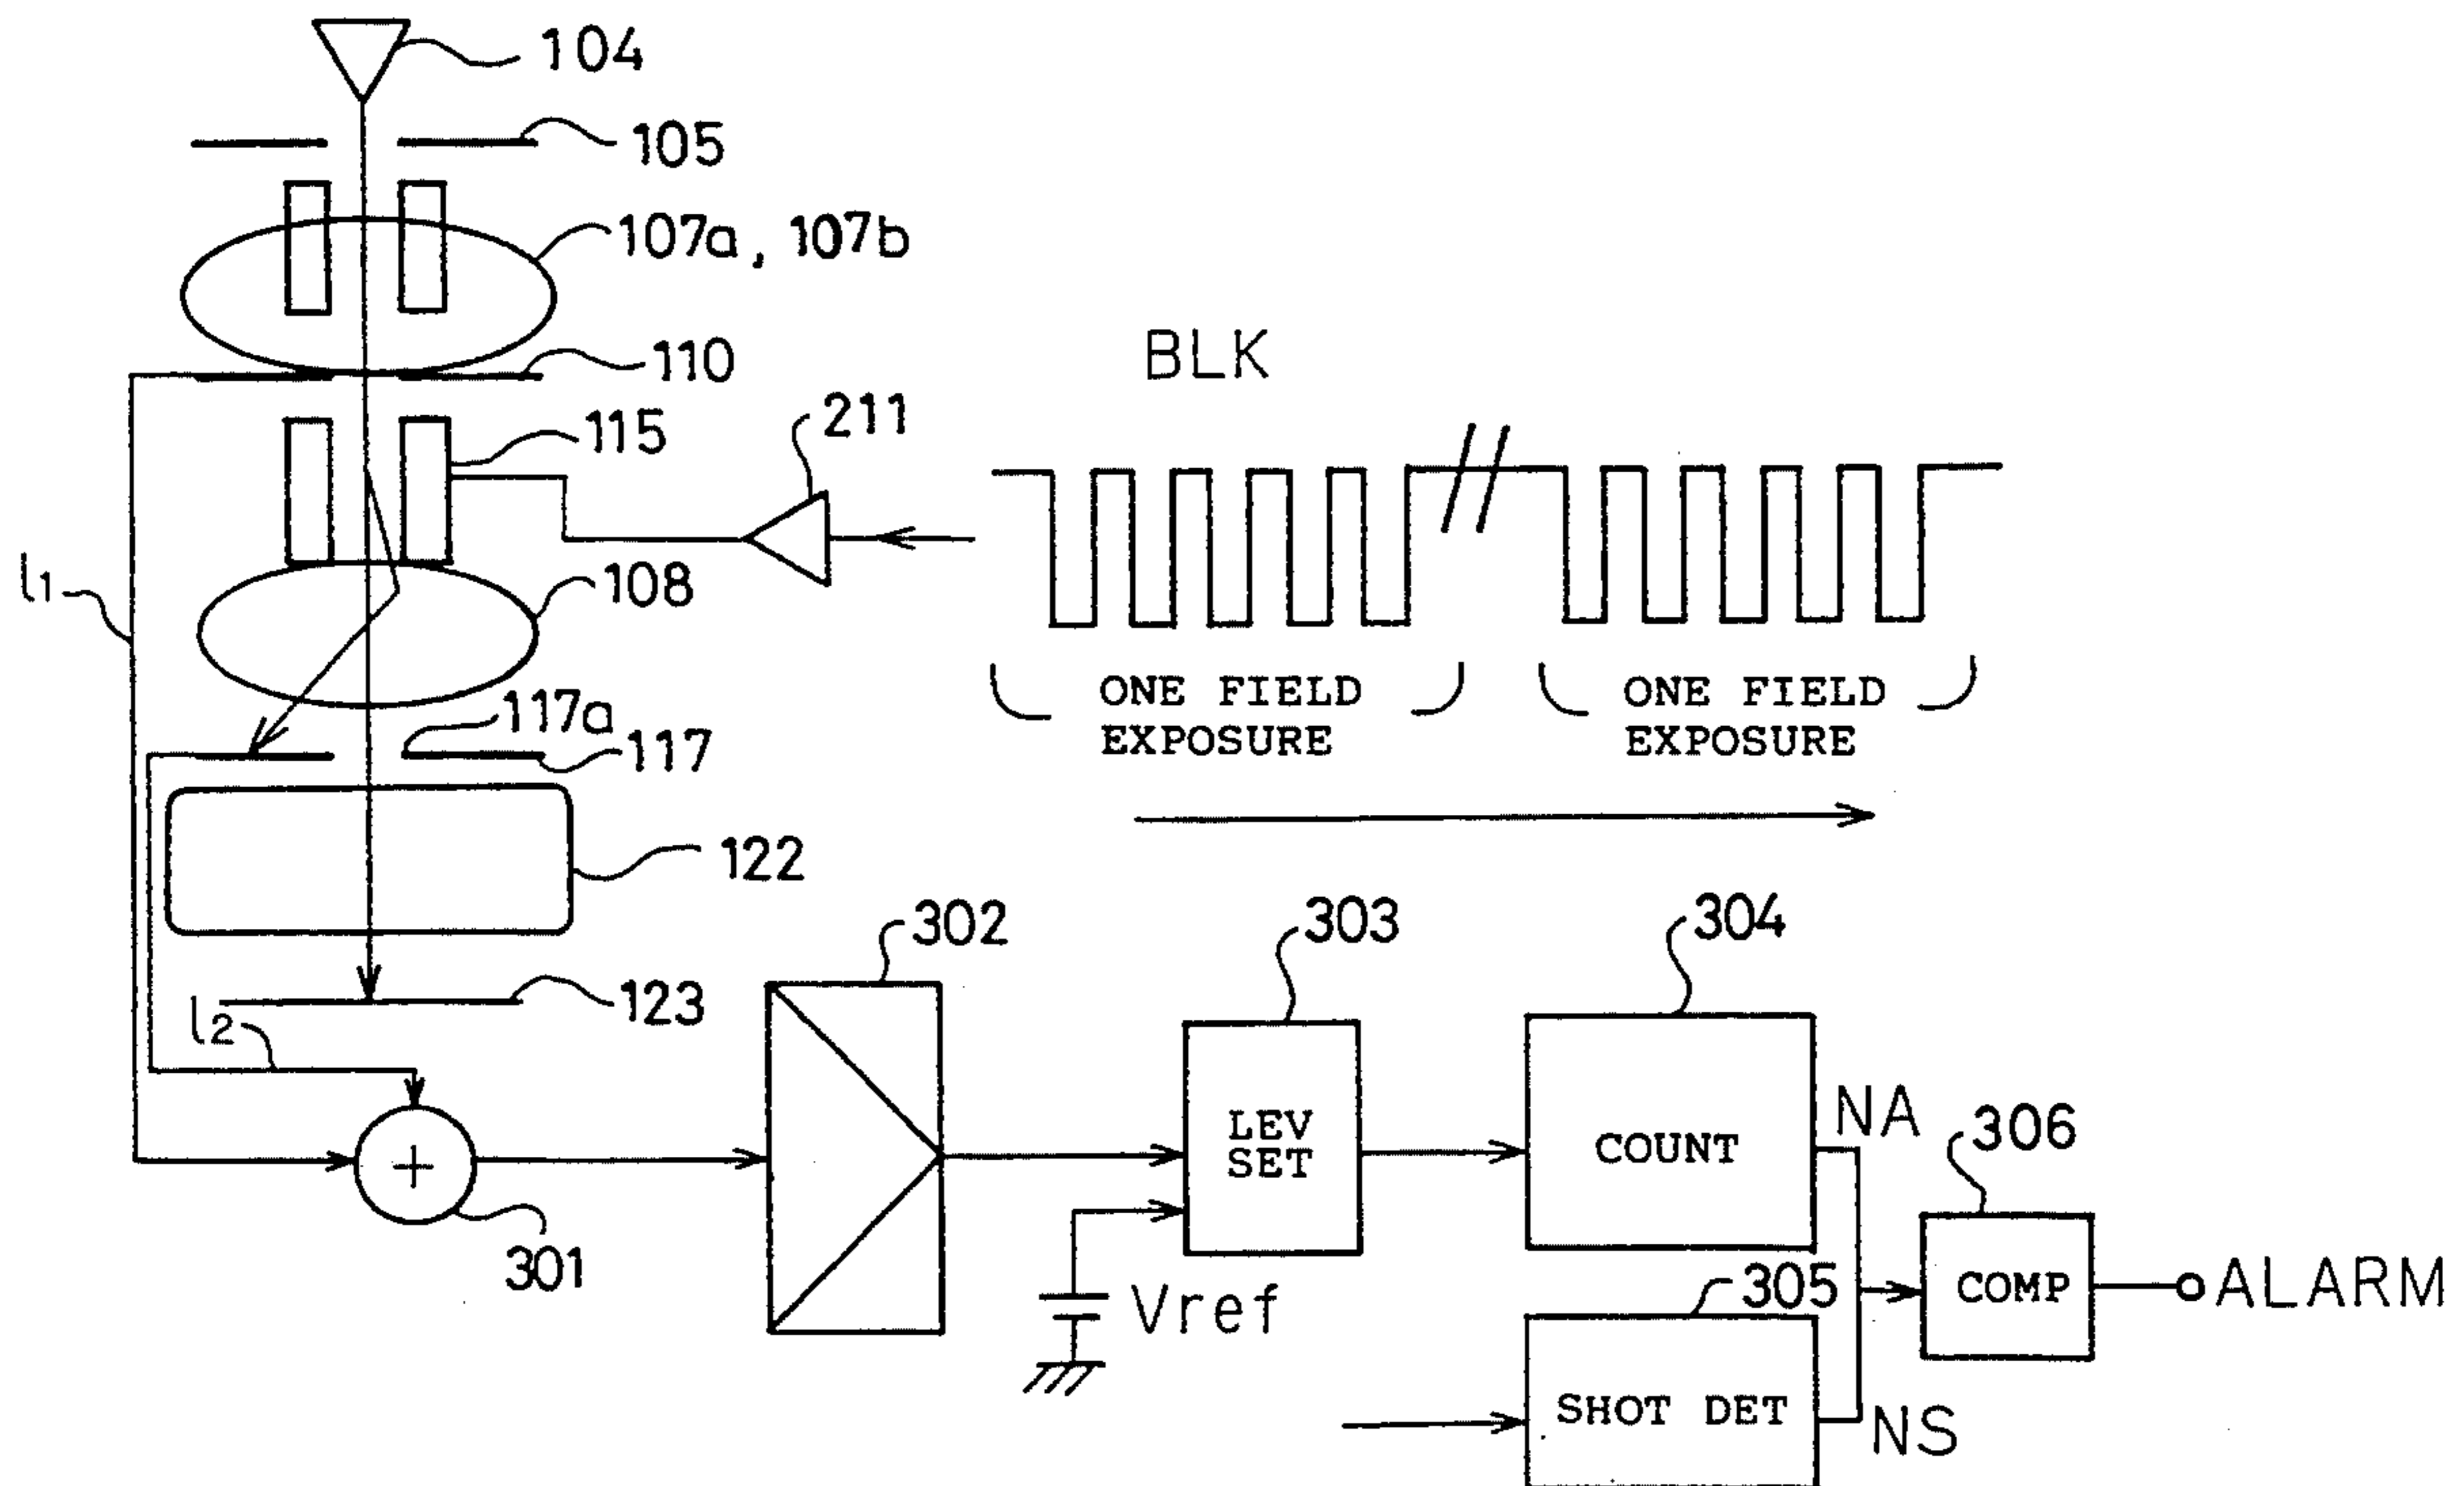 104
105
107a, 107b
110
BLK
211
115
l1
108
ONE FIELD
EXPOSURE
ONE FIELD
EXPOSURE
117a
117
122
302
303
304
123
l2
NA
306
LEV
SET
COUNT
+
301
Vref
305
COMP
ALARM
SHOT DET
NS